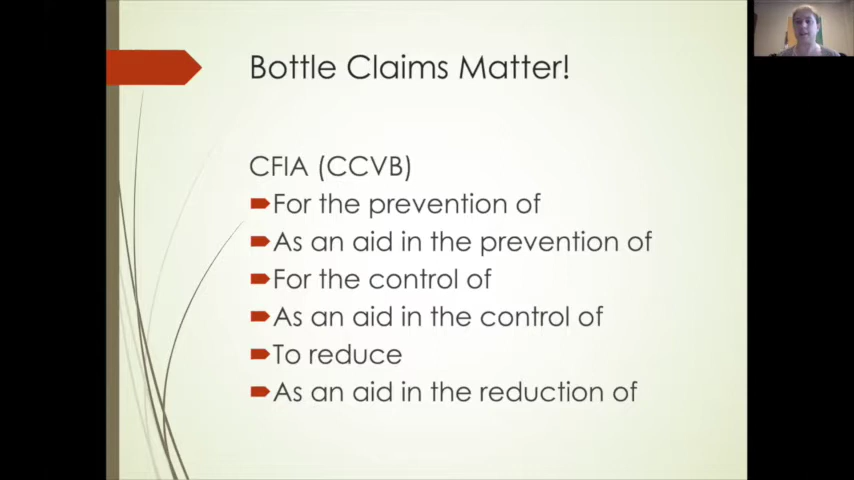 Bottle Claims Matter!
CFIA (CCVB)
For the prevention of
As an aid in the prevention of
For the control of
As an aid in the control of
To reduce
As an aid in the reduction of